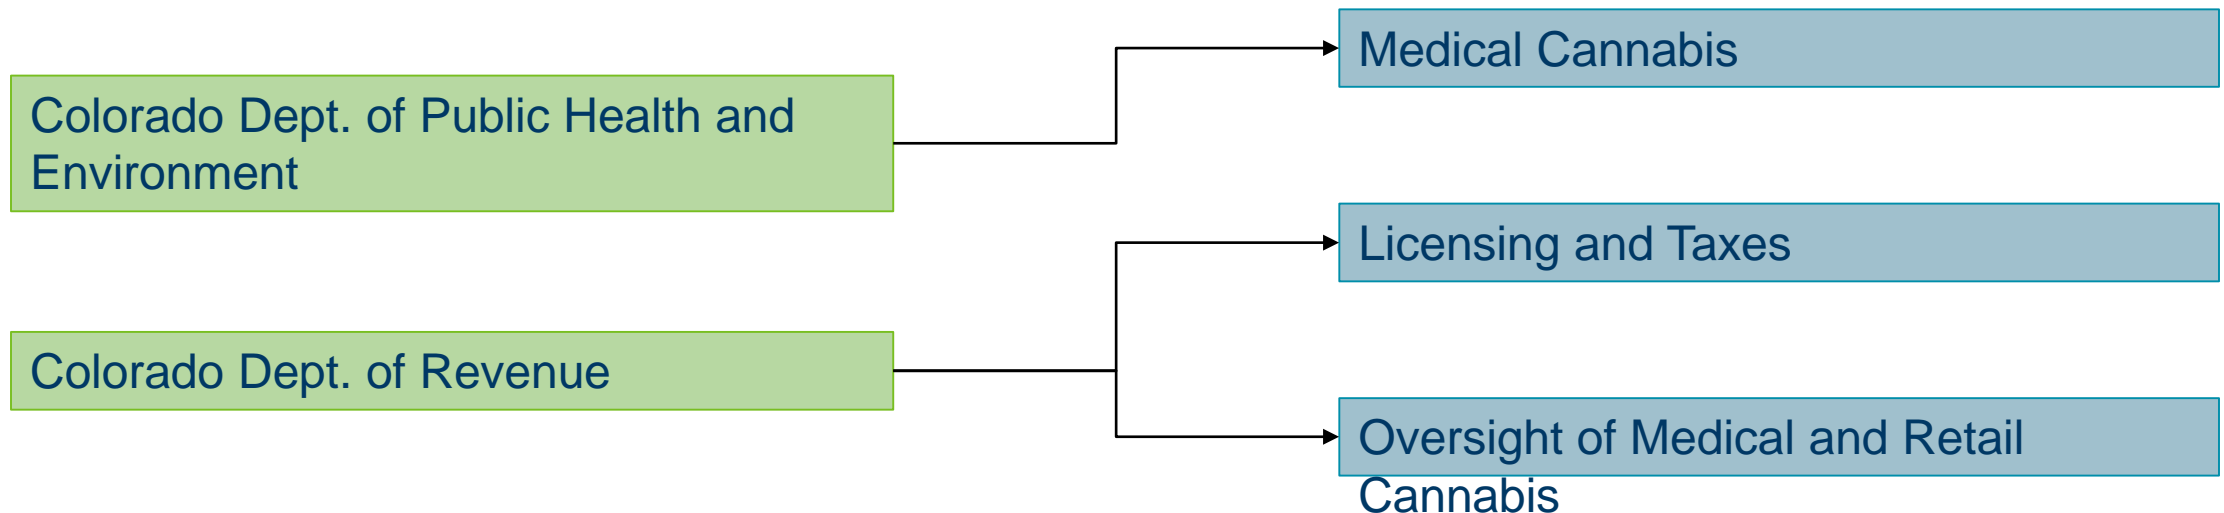 Medical Cannabis
Colorado Dept. of Public Health and
Environment
Licensing and Taxes
Colorado Dept. of Revenue
Oversight of Medical and Retail
Cannabis